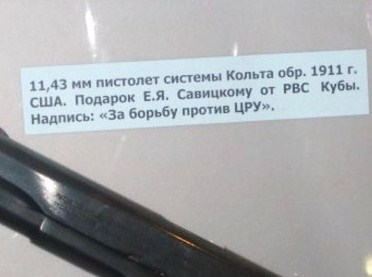 11,43 мм пистолет системы Кольта обр. 1911 г.
США. Подарок Е.Я. Савицкому от РВС Кубы.
Надпись: «За борьбу против ЦРУ».